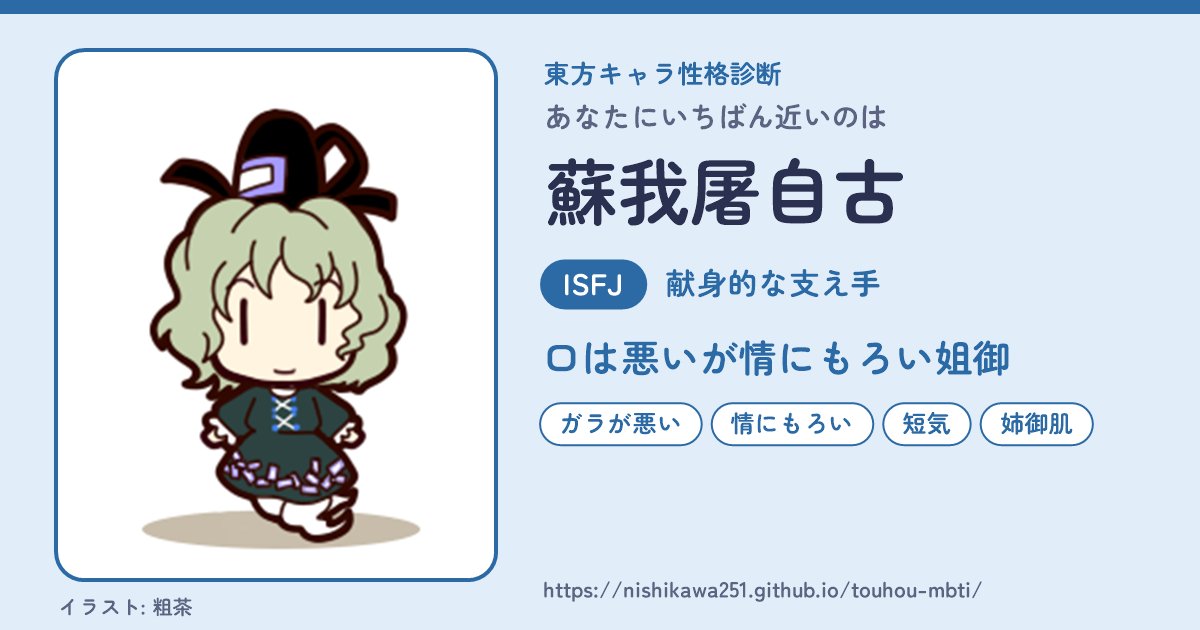 東方キャラ性格診断
あなたにいちばん近いのは
蘇我屠自古
ISFJ 献身的な支え手
口は悪いが情にもろい姐御
ガラが悪い 情にもろい 短気 姉御肌
https://nishikawa251.github.io/touhou-mbti/
イラスト: 粗茶